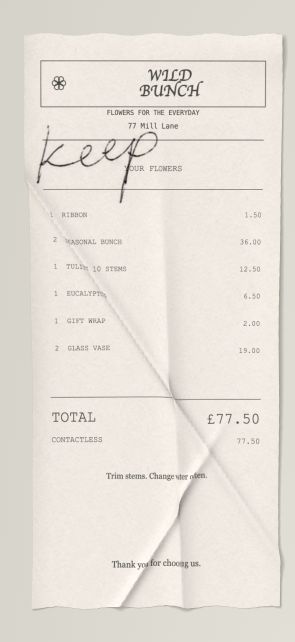 WILD
BUNCH
FLOWERS FOR THE EVERYDAY
77 Mill Lane
keep
YOUR FLOWERS
1 RIBBON 1.50
2 BUNCH 36.00
1 10 STEMS 12.50
1 6.50
1 GIFT WRAP 2.00
2 GLASS VASE 19.00
TOTAL £77.50
CONTACTLESS 77.50
Trim stems. Change often.
Thank you for us.